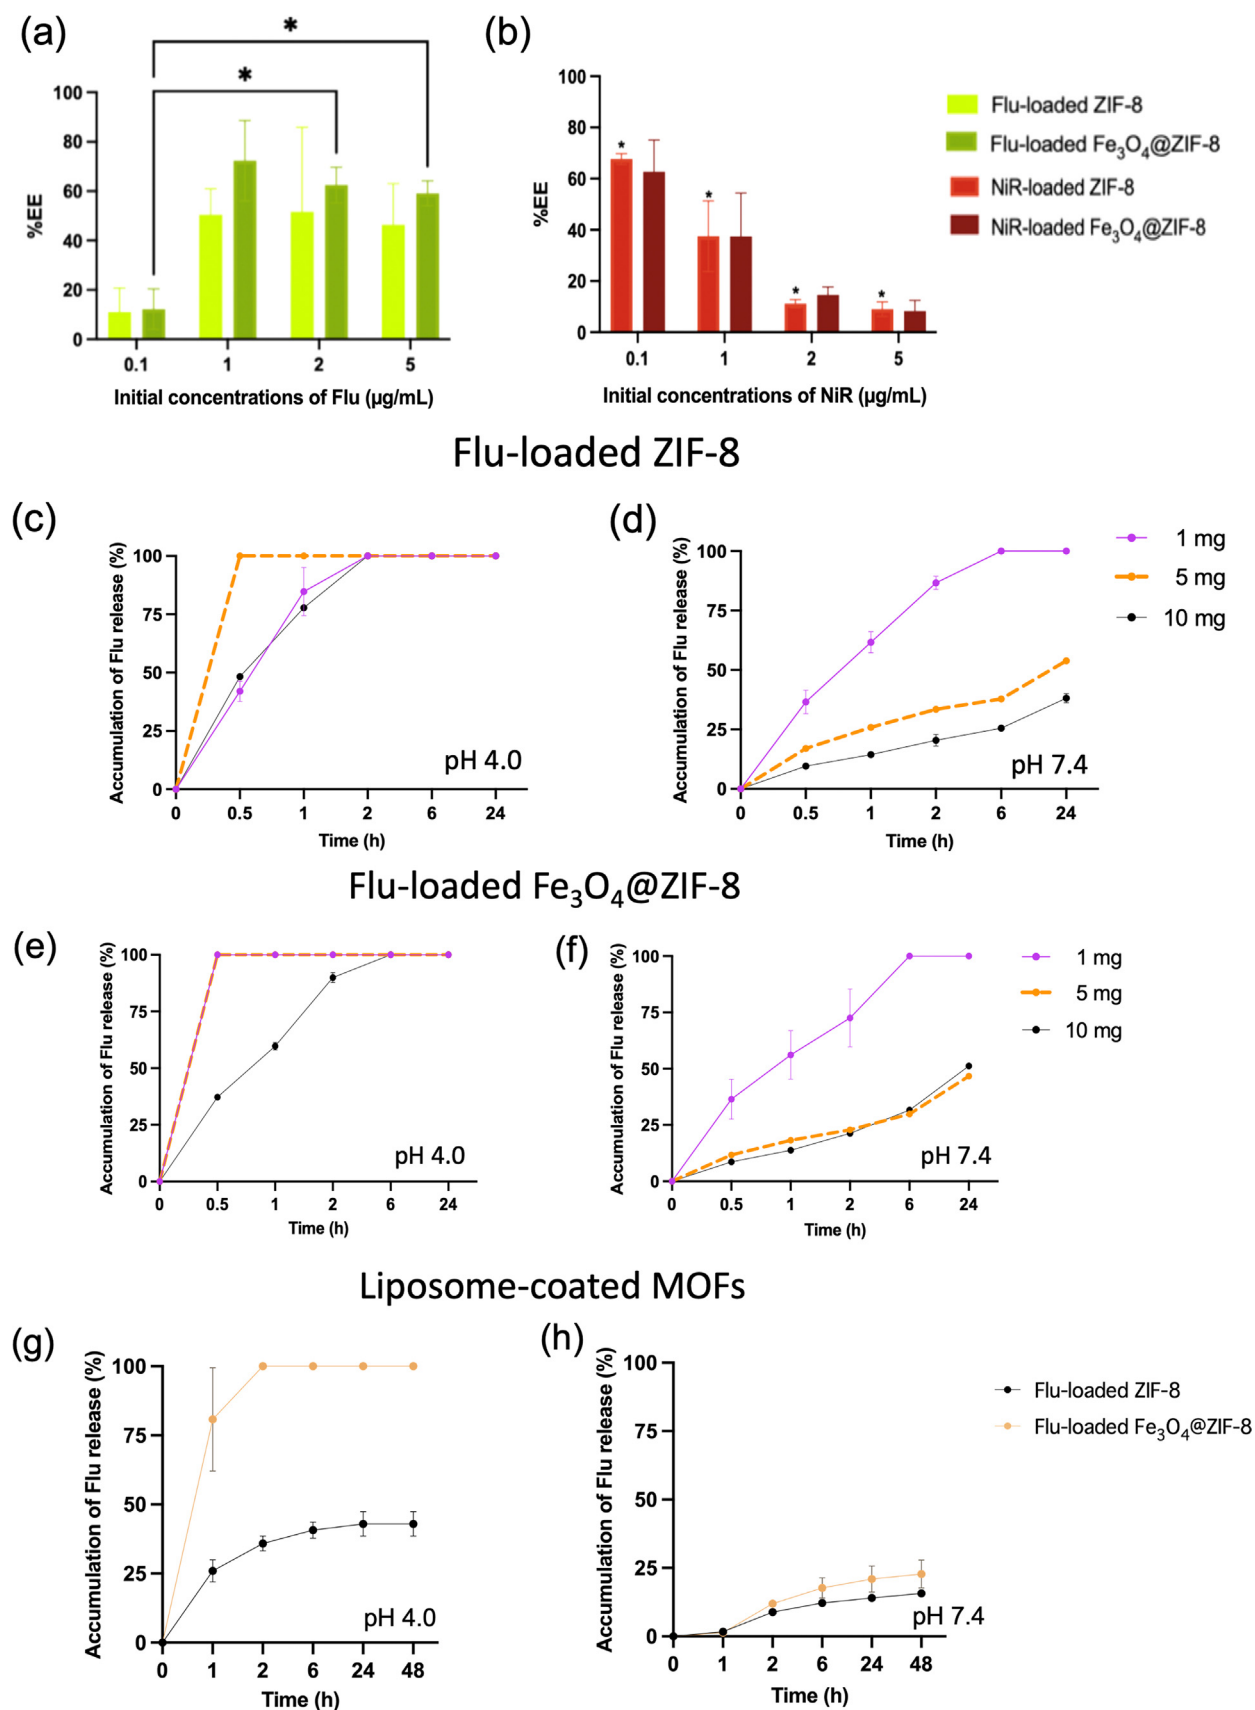 (a)
*
*
100
80
60
40
20
0
%EE
0.1 1 2 5
Initial concentrations of Flu (µg/mL)
(b)
100
80
60
40
20
0
%EE
*
*
*
*
0.1 1 2 5
Initial concentrations of NiR (µg/mL)
Flu-loaded ZIF-8
Flu-loaded Fe3O4@ZIF-8
NiR-loaded ZIF-8
NiR-loaded Fe3O4@ZIF-8
Flu-loaded ZIF-8
(c)
Accumulation of Flu release (%)
100
75
50
25
0
pH 4.0
0 0.5 1 2 6 24
Time (h)
(d)
Accumulation of Flu release (%)
100
75
50
25
0
pH 7.4
0 0.5 1 2 6 24
Time (h)
1 mg
5 mg
10 mg
Flu-loaded Fe3O4@ZIF-8
(e)
Accumulation of Flu release (%)
100
75
50
25
0
pH 4.0
0 0.5 1 2 6 24
Time (h)
(f)
Accumulation of Flu release (%)
100
75
50
25
0
pH 7.4
0 0.5 1 2 6 24
Time (h)
1 mg
5 mg
10 mg
Liposome-coated MOFs
(g)
Accumulation of Flu release (%)
100
75
50
25
0
pH 4.0
0 1 2 6 24 48
Time (h)
(h)
Accumulation of Flu release (%)
100
75
50
25
0
pH 7.4
0 1 2 6 24 48
Time (h)
Flu-loaded ZIF-8
Flu-loaded Fe3O4@ZIF-8